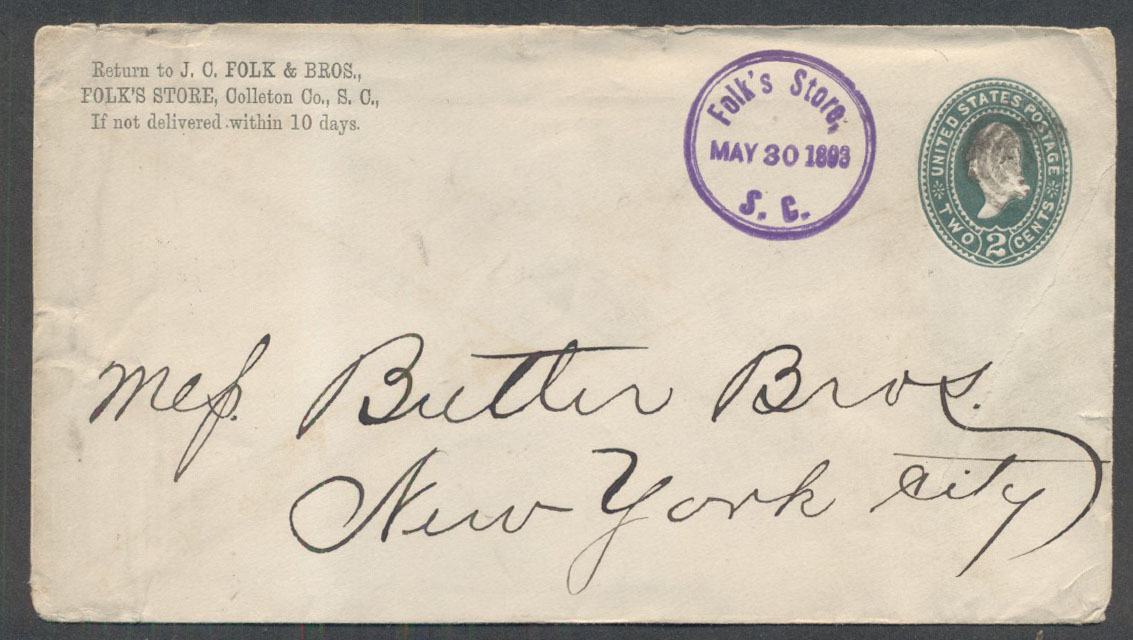 Return to J. C. FOLK & BROS.,
FOLK'S STORE, Colleton Co., S. C.,
If not delivered within 10 days.
Folk's Store,
MAY 30 1893
S. C.
UNITED STATES POSTAGE
TWO 2 CENTS
Mess. Butler Bros.
New York City